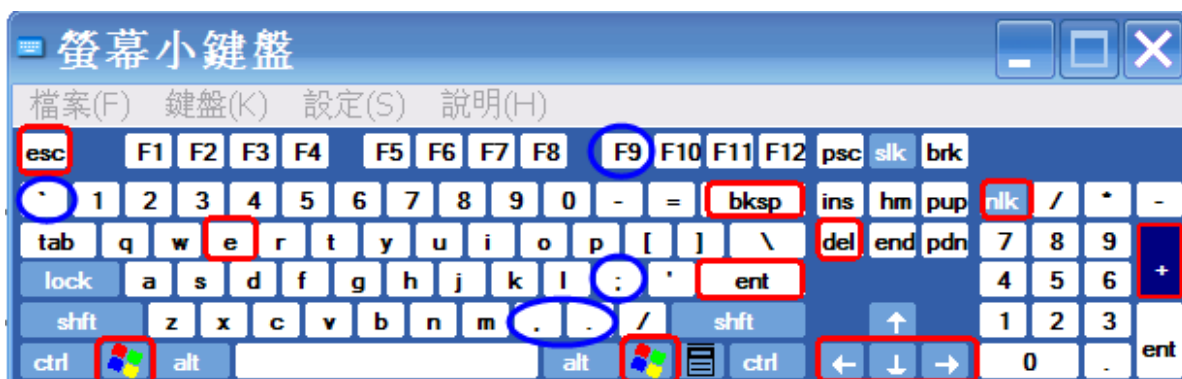 螢幕小鍵盤
檔案(F) 鍵盤(K) 設定(S) 說明(H)
esc F1 F2 F3 F4 F5 F6 F7 F8 F9 F10 F11 F12 psc slk brk
` 1 2 3 4 5 6 7 8 9 0 - = bksp ins hm pup nlk / * -
tab q w e r t y u i o p [ ] \ del end pdn 7 8 9 +
lock a s d f g h j k l ; ' ent 4 5 6
shft z x c v b n m , . / shft ↑ 1 2 3 ent
ctrl alt alt ctrl ← ↓ → 0 .